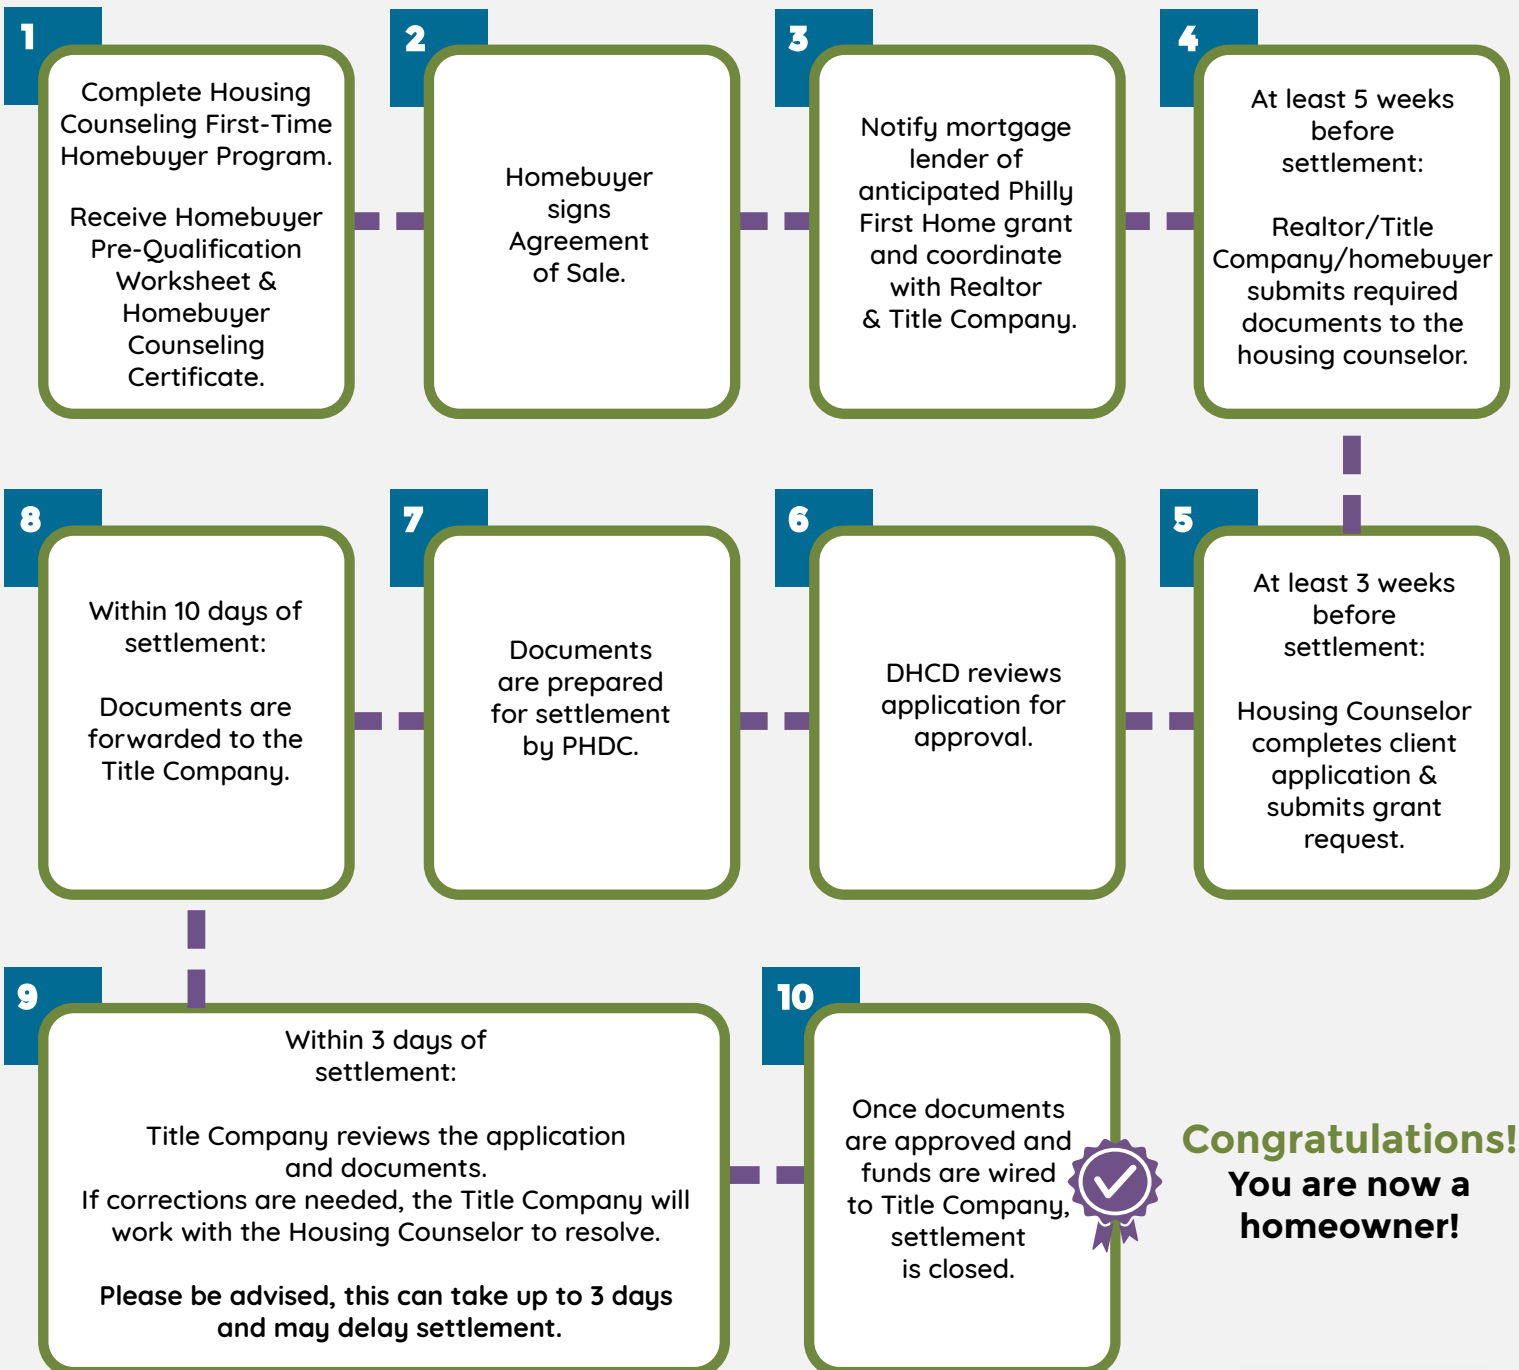 1
Complete Housing
Counseling First-Time
Homebuyer Program.
Receive Homebuyer
Pre-Qualification
Worksheet &
Homebuyer
Counseling
Certificate.
2
Homebuyer
signs
Agreement
of Sale.
3
Notify mortgage
lender of
anticipated Philly
First Home grant
and coordinate
with Realtor
& Title Company.
4
At least 5 weeks
before
settlement:
Realtor/Title
Company/homebuyer
submits required
documents to the
housing counselor.
5
At least 3 weeks
before
settlement:
Housing Counselor
completes client
application &
submits grant
request.
6
DHCD reviews
application for
approval.
7
Documents
are prepared
for settlement
by PHDC.
8
Within 10 days of
settlement:
Documents are
forwarded to the
Title Company.
9
Within 3 days of
settlement:
Title Company reviews the application
and documents.
If corrections are needed, the Title Company will
work with the Housing Counselor to resolve.
Please be advised, this can take up to 3 days
and may delay settlement.
10
Once documents
are approved and
funds are wired
to Title Company,
settlement
is closed.
Congratulations!
You are now a
homeowner!